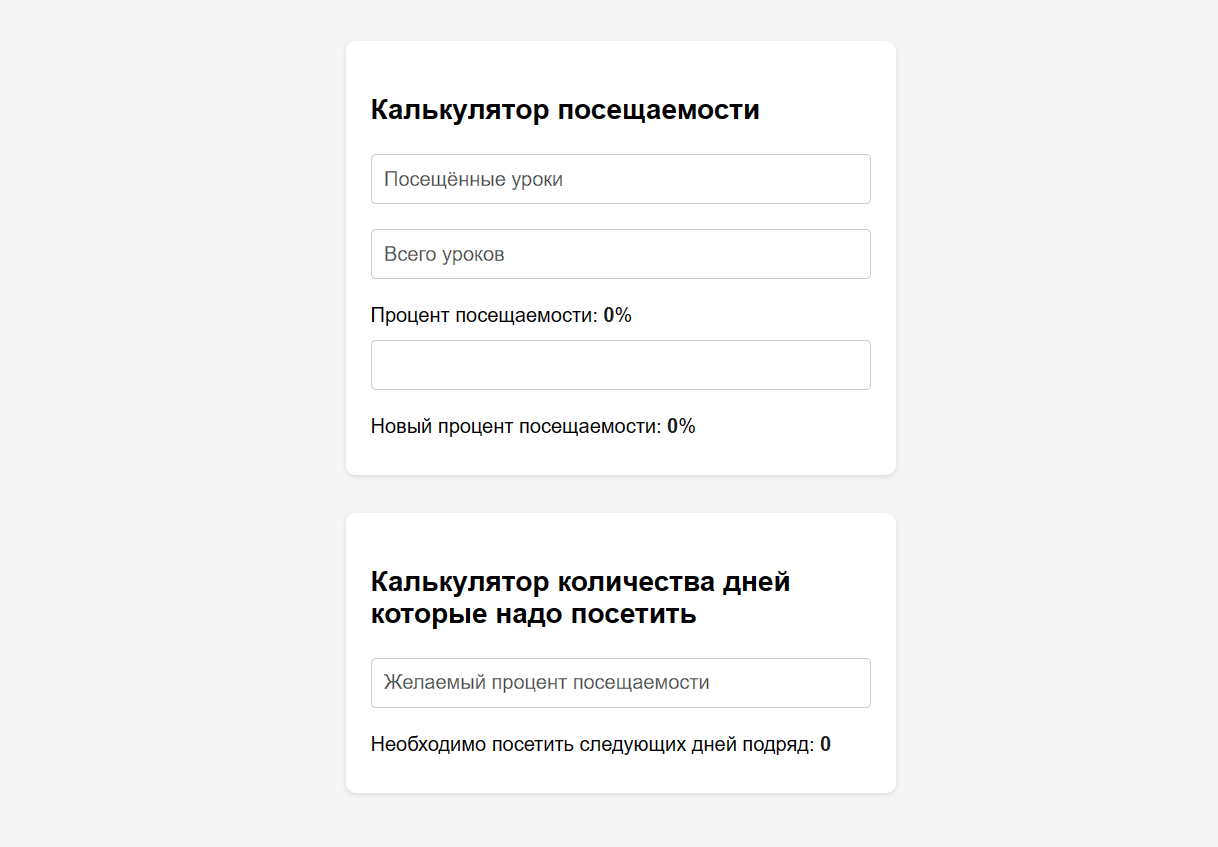 Калькулятор посещаемости
Посещённые уроки
Всего уроков
Процент посещаемости: 0%
Новый процент посещаемости: 0%
Калькулятор количества дней
которые надо посетить
Желаемый процент посещаемости
Необходимо посетить следующих дней подряд: 0